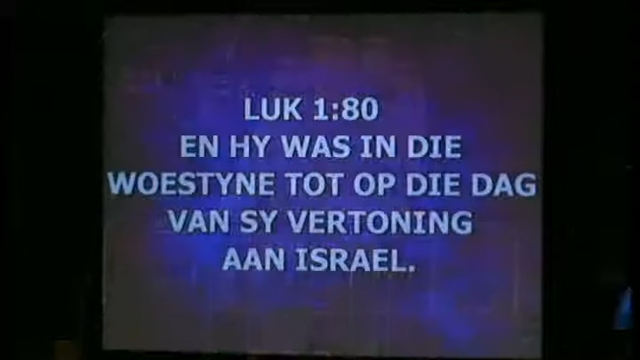 LUK 1:80
EN HY WAS IN DIE
WOESTYNE TOT OP DIE DAG
VAN SY VERTONING
AAN ISRAEL.